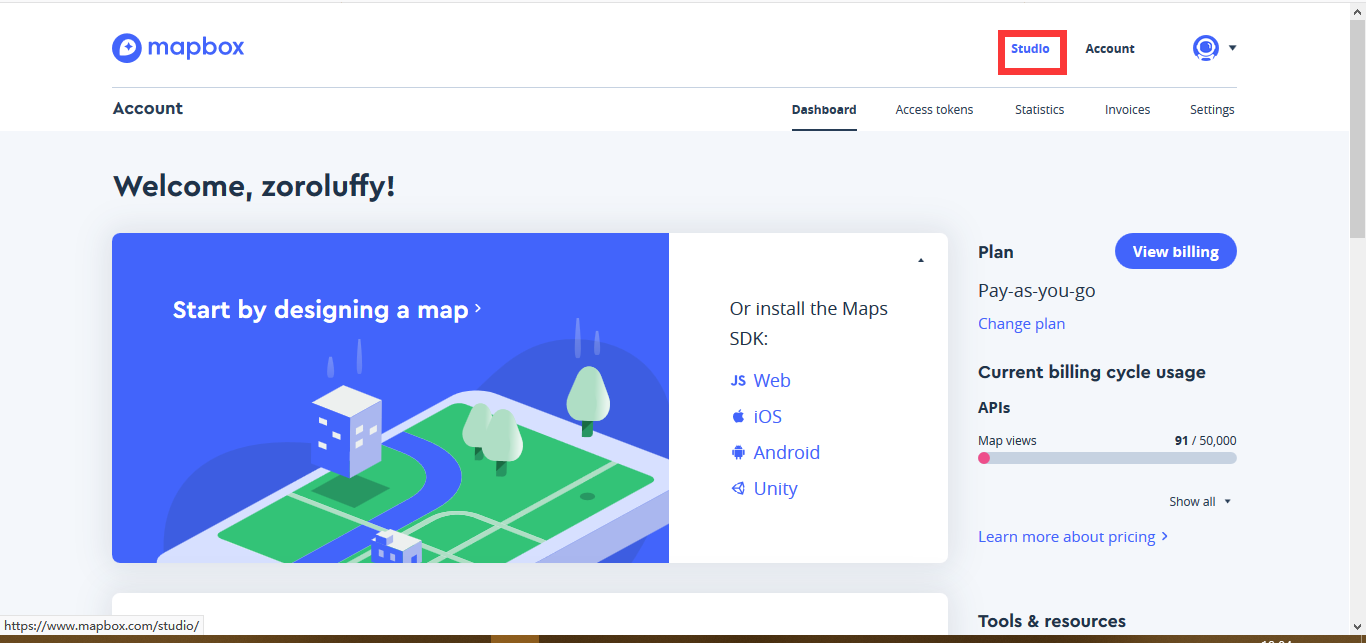 mapbox
Studio
Account
Account
Dashboard
Access tokens
Statistics
Invoices
Settings
Welcome, zoroluffy!
Start by designing a map ›
Or install the Maps
SDK:
JS Web
iOS
Android
Unity
Plan
View billing
Pay-as-you-go
Change plan
Current billing cycle usage
APIs
Map views
91 / 50,000
Show all
Learn more about pricing ›
Tools & resources
https://www.mapbox.com/studio/